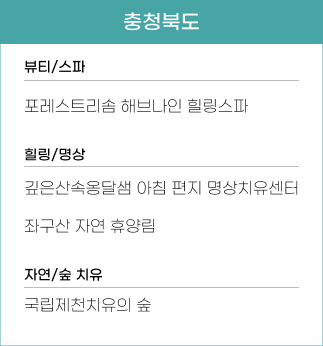 충청북도
뷰티/스파
포레스트리솜 해브나인 힐링스파
힐링/명상
깊은산속옹달샘 아침 편지 명상치유센터
좌구산 자연 휴양림
자연/숲 치유
국립제천치유의 숲